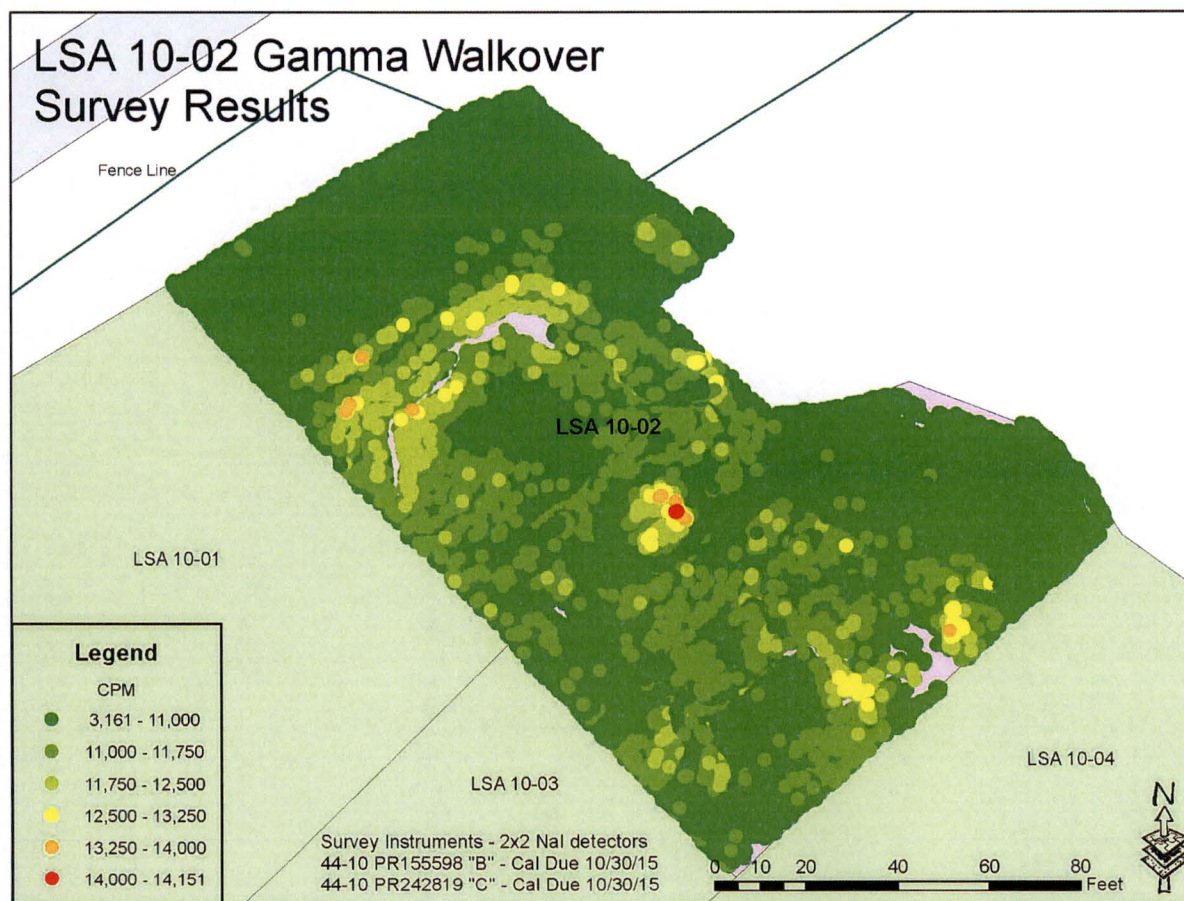 LSA 10-02 Gamma Walkover
Survey Results
Fence Line
LSA 10-02
LSA 10-01
LSA 10-03
LSA 10-04
Legend
CPM
3,161 - 11,000
11,000 - 11,750
11,750 - 12,500
12,500 - 13,250
13,250 - 14,000
14,000 - 14,151
Survey Instruments - 2x2 NaI detectors
44-10 PR155598 "B" - Cal Due 10/30/15
44-10 PR242819 "C" - Cal Due 10/30/15
0 10 20 40 60 80
Feet
N